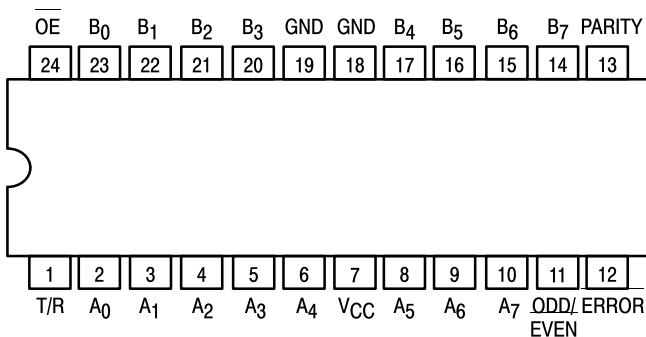 OE B0 B1 B2 B3 GND GND B4 B5 B6 B7 PARITY
24 23 22 21 20 19 18 17 16 15 14 13
1 2 3 4 5 6 7 8 9 10 11 12
T/R A0 A1 A2 A3 A4 VCC A5 A6 A7 ODD/ ERROR
EVEN